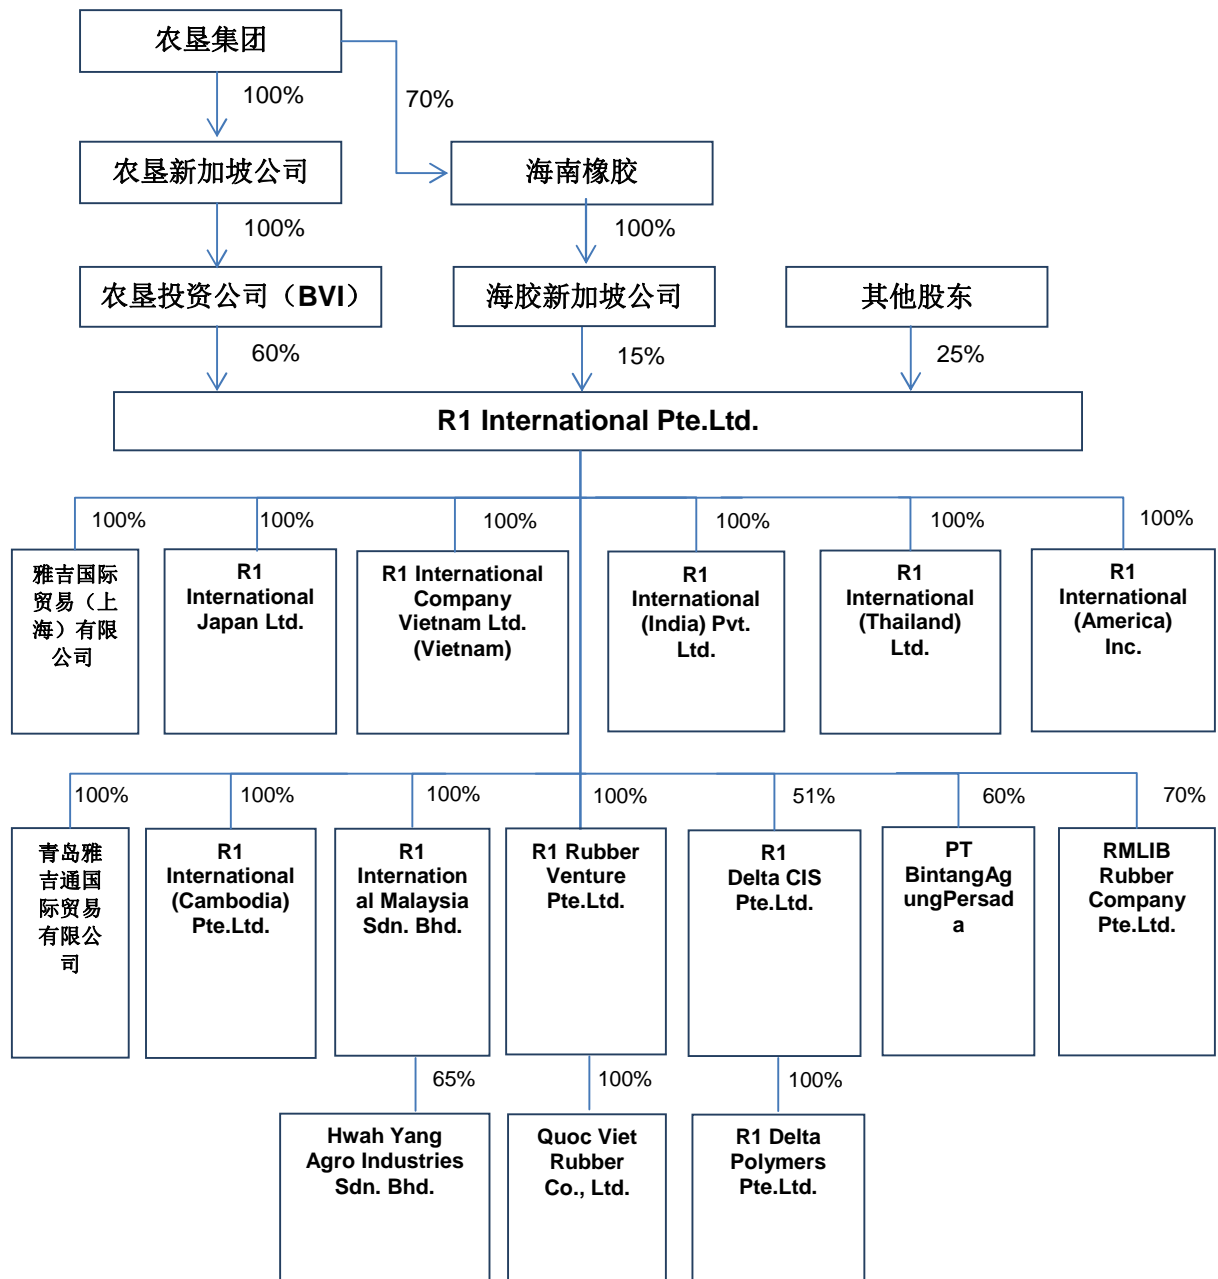 农垦集团
100%
70%
农垦新加坡公司
海南橡胶
100%
100%
农垦投资公司（BVI）
海胶新加坡公司
其他股东
60%
15%
25%
R1 International Pte.Ltd.
100%
100%
100%
100%
100%
100%
雅吉国际
贸易（上
海）有限
公司
R1
International
Japan Ltd.
R1 International
Company
Vietnam Ltd.
(Vietnam)
R1
International
(India) Pvt.
Ltd.
R1
International
(Thailand)
Ltd.
R1
International
(America)
Inc.
100%
100%
100%
100%
51%
60%
70%
青岛雅
吉通国
际贸易
有限公
司
R1
International
(Cambodia)
Pte.Ltd.
R1
Internation
al Malaysia
Sdn. Bhd.
R1 Rubber
Venture
Pte.Ltd.
R1
Delta CIS
Pte.Ltd.
PT
BintangAg
ungPersad
a
RMLIB
Rubber
Company
Pte.Ltd.
65%
100%
100%
Hwah Yang
Agro Industries
Sdn. Bhd.
Quoc Viet
Rubber
Co., Ltd.
R1 Delta
Polymers
Pte.Ltd.